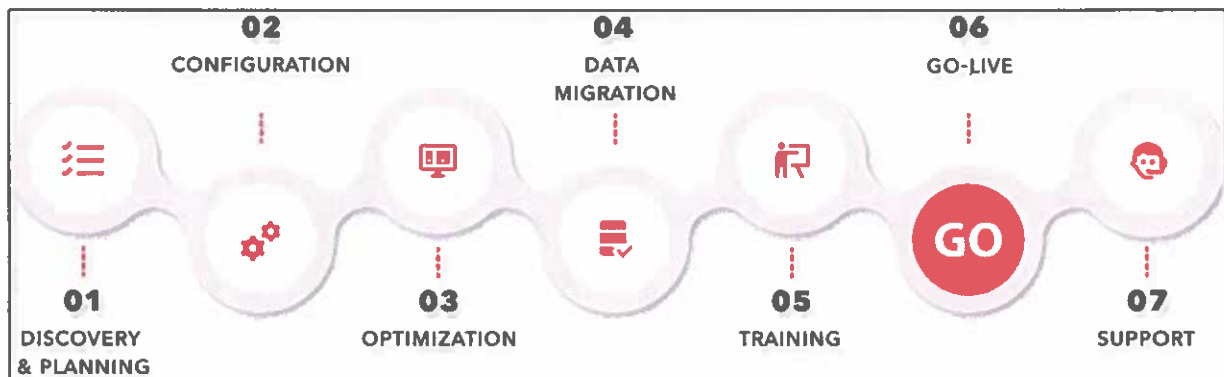 01
DISCOVERY
& PLANNING
02
CONFIGURATION
03
OPTIMIZATION
04
DATA
MIGRATION
05
TRAINING
06
GO-LIVE
GO
07
SUPPORT